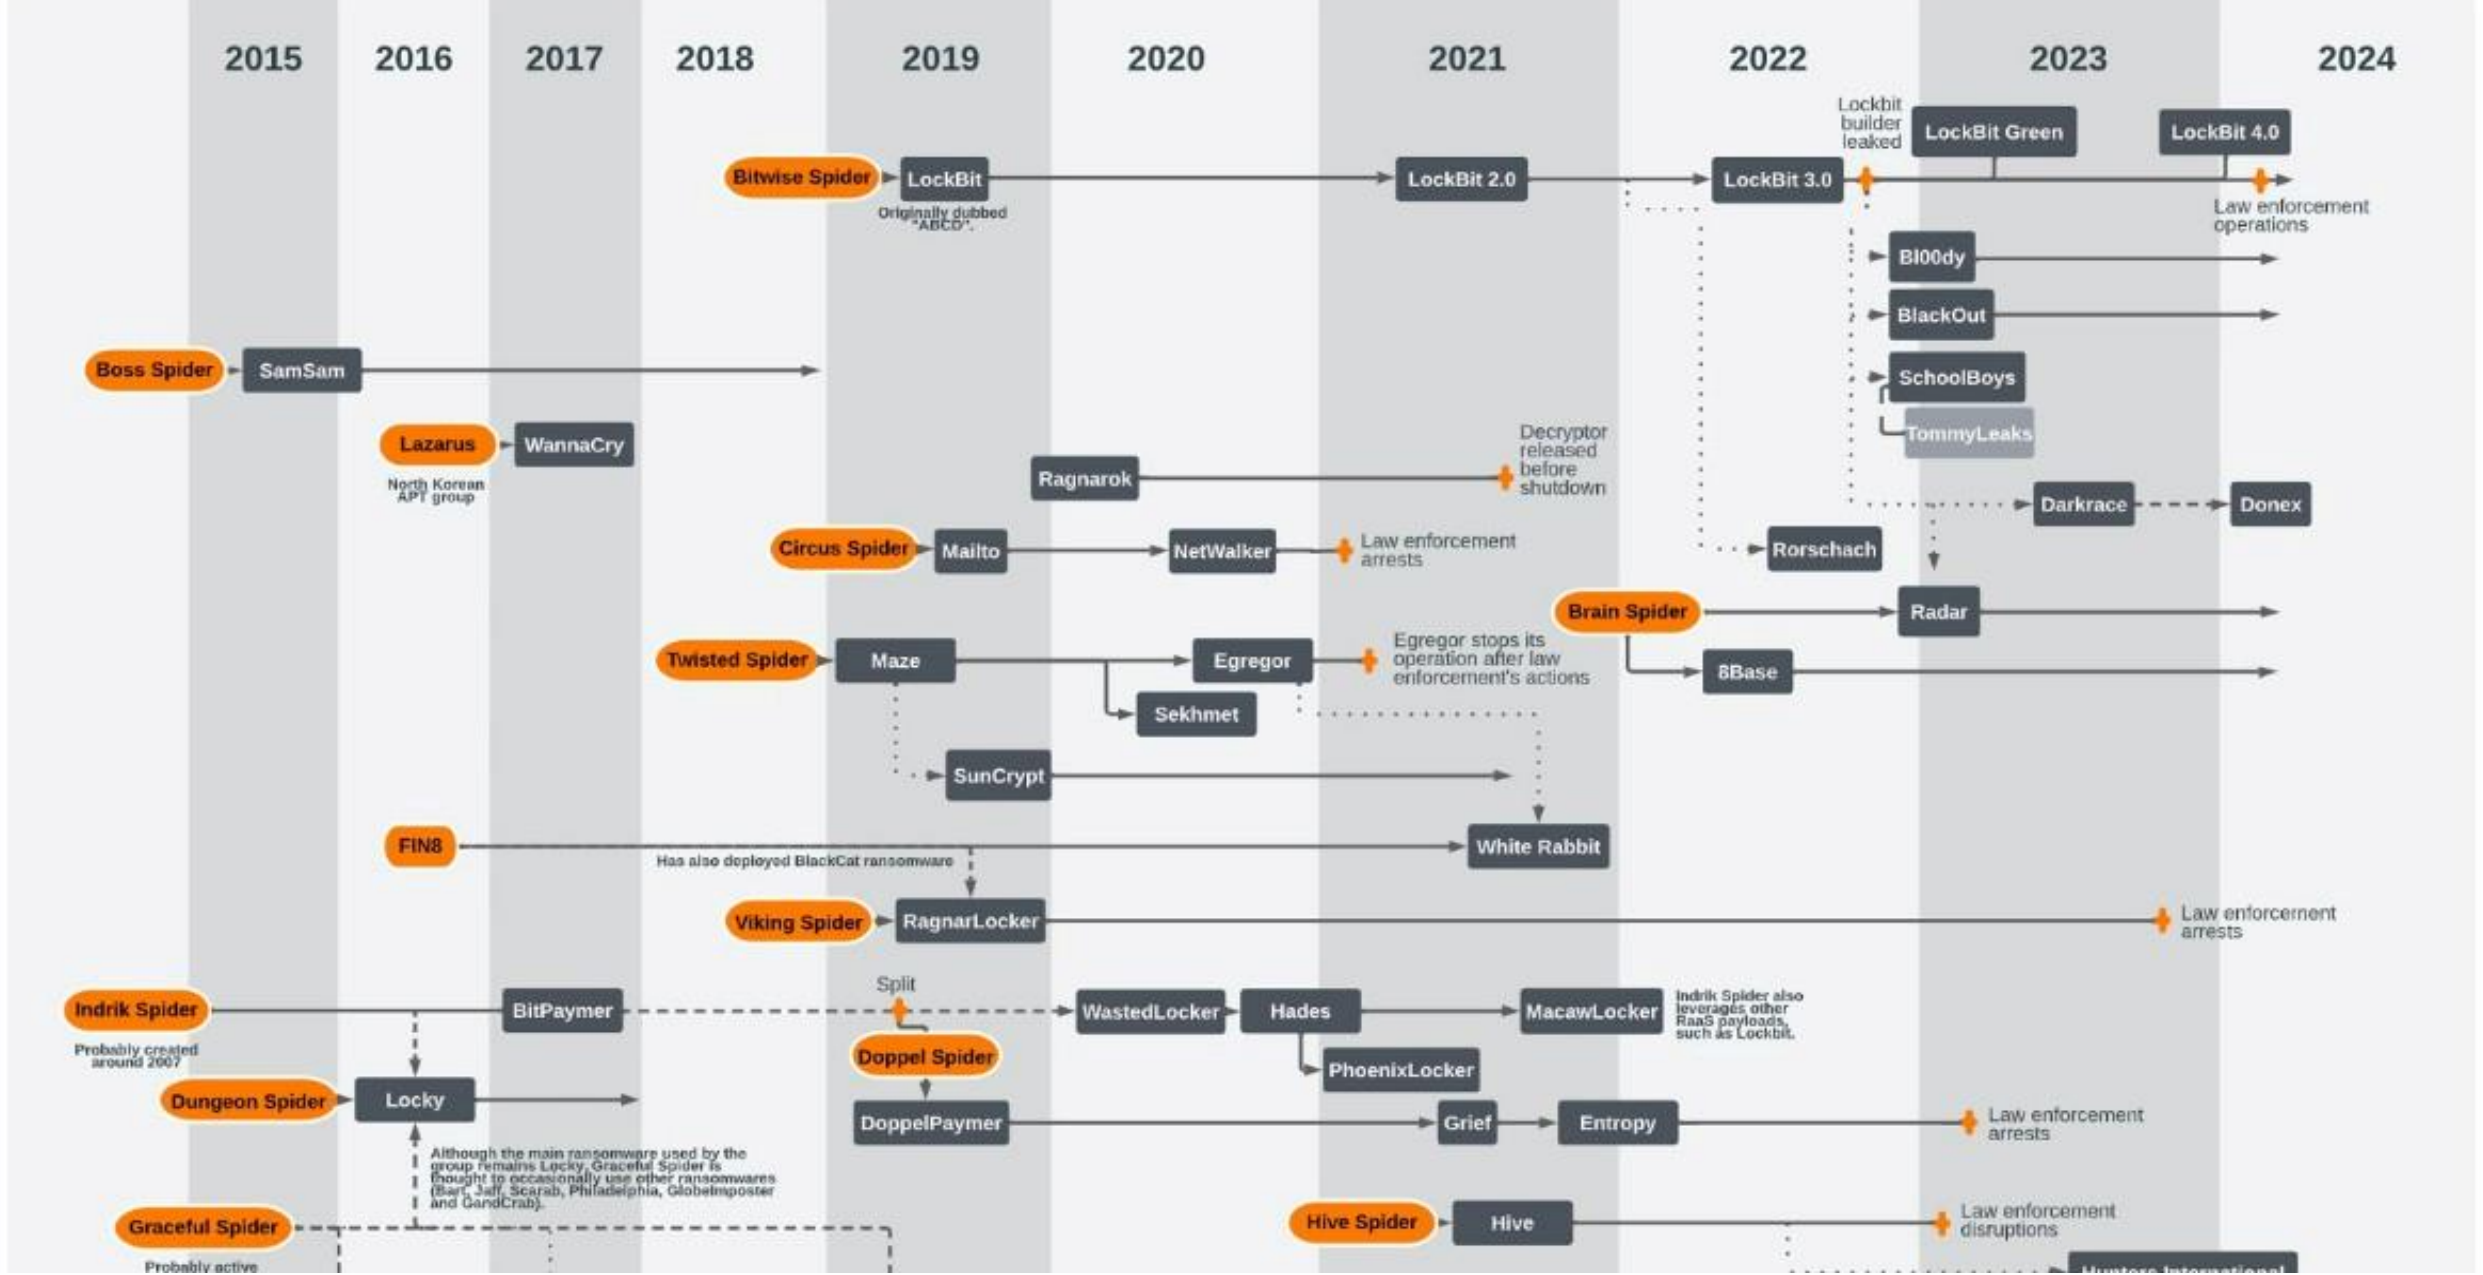 2015 2016 2017 2018 2019 2020 2021 2022 2023 2024
Lockbit
builder
leaked
LockBit Green
LockBit 4.0
Bitwise Spider
LockBit
LockBit 2.0
LockBit 3.0
Originally dubbed
"ABCD".
Law enforcement
operations
Bl00dy
BlackOut
Boss Spider
SamSam
SchoolBoys
TommyLeaks
Lazarus
WannaCry
North Korean
APT group
Ragnarok
Decryptor
released
before
shutdown
Darkrace
Donex
Circus Spider
Mailto
NetWalker
Law enforcement
arrests
Rorschach
Brain Spider
Radar
8Base
Twisted Spider
Maze
Egregor
Egregor stops its
operation after law
enforcement's actions
Sekhmet
SunCrypt
FIN8
Has also deployed BlackCat ransomware
White Rabbit
Viking Spider
RagnarLocker
Law enforcement
arrests
Split
Indrik Spider
BitPaymer
WastedLocker
Hades
MacawLocker
Indrik Spider also
leverages other
RaaS payloads,
such as Lockbit.
Probably created
around 2007
Doppel Spider
PhoenixLocker
Dungeon Spider
Locky
DoppelPaymer
Grief
Entropy
Law enforcement
arrests
Although the main ransomware used by the
group remains Locky, Graceful Spider is
thought to occasionally use other ransomwares
(Bart, Jaff, Scarab, Philadelphia, GlobeImposter
and GandCrab).
Graceful Spider
Probably active
Hive Spider
Hive
Law enforcement
disruptions
Hunters International